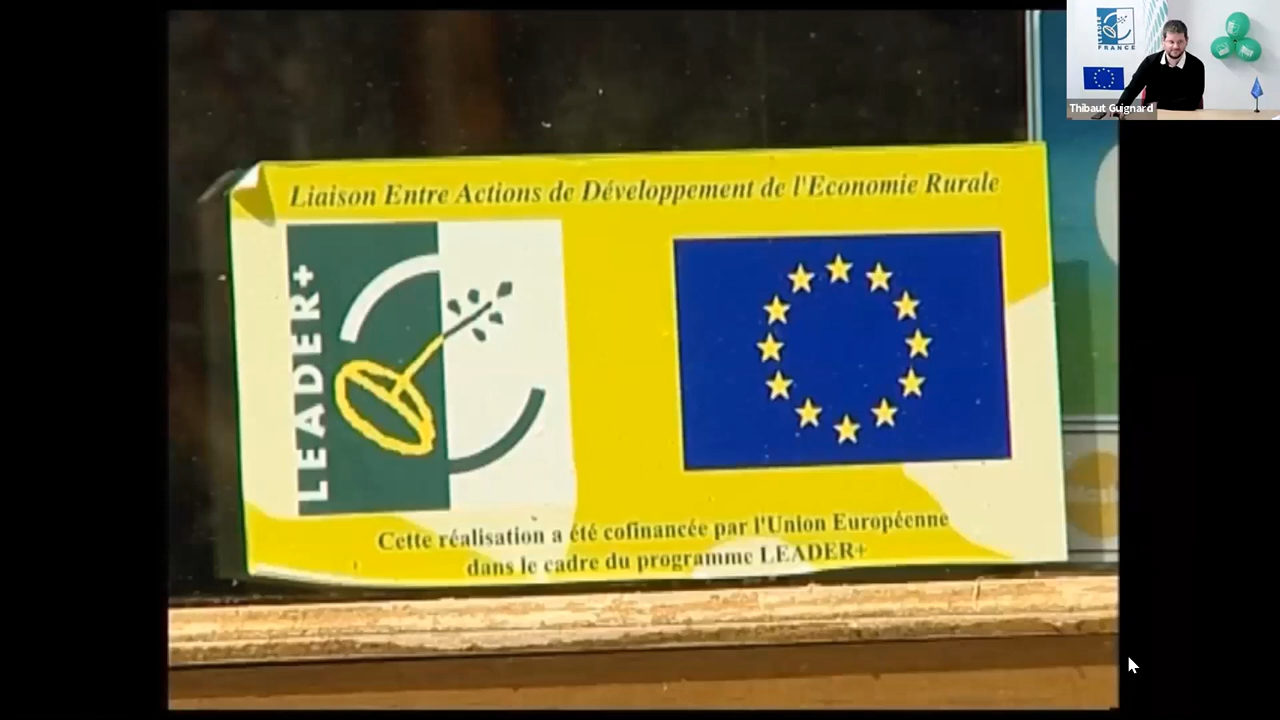 LEADER
FRANCE
Thibaut Guignard
Liaison Entre Actions de Développement de l'Economie Rurale
LEADER+
Cette réalisation a été cofinancée par l'Union Européenne
dans le cadre du programme LEADER+